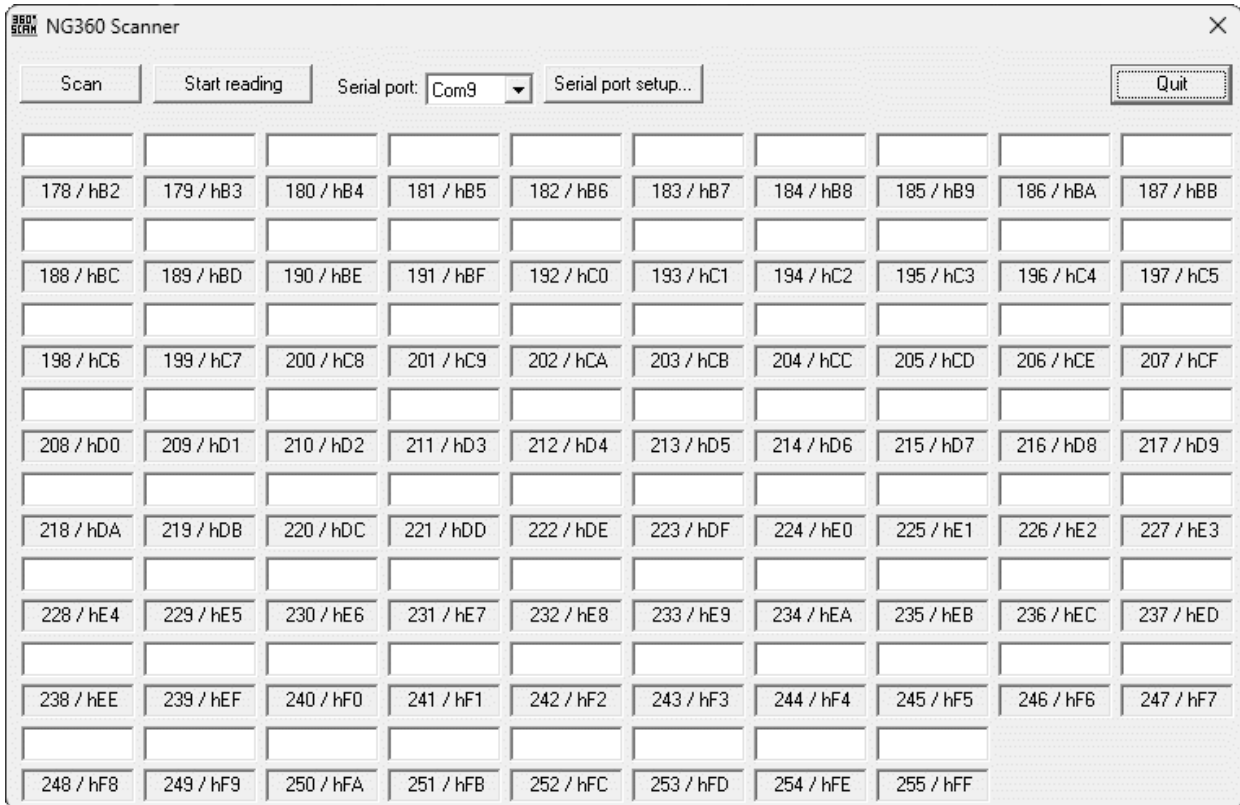 360° SCAN NG360 Scanner
Scan Start reading Serial port: Com9 Serial port setup... Quit
178 / hB2 179 / hB3 180 / hB4 181 / hB5 182 / hB6 183 / hB7 184 / hB8 185 / hB9 186 / hBA 187 / hBB
188 / hBC 189 / hBD 190 / hBE 191 / hBF 192 / hC0 193 / hC1 194 / hC2 195 / hC3 196 / hC4 197 / hC5
198 / hC6 199 / hC7 200 / hC8 201 / hC9 202 / hCA 203 / hCB 204 / hCC 205 / hCD 206 / hCE 207 / hCF
208 / hD0 209 / hD1 210 / hD2 211 / hD3 212 / hD4 213 / hD5 214 / hD6 215 / hD7 216 / hD8 217 / hD9
218 / hDA 219 / hDB 220 / hDC 221 / hDD 222 / hDE 223 / hDF 224 / hE0 225 / hE1 226 / hE2 227 / hE3
228 / hE4 229 / hE5 230 / hE6 231 / hE7 232 / hE8 233 / hE9 234 / hEA 235 / hEB 236 / hEC 237 / hED
238 / hEE 239 / hEF 240 / hF0 241 / hF1 242 / hF2 243 / hF3 244 / hF4 245 / hF5 246 / hF6 247 / hF7
248 / hF8 249 / hF9 250 / hFA 251 / hFB 252 / hFC 253 / hFD 254 / hFE 255 / hFF